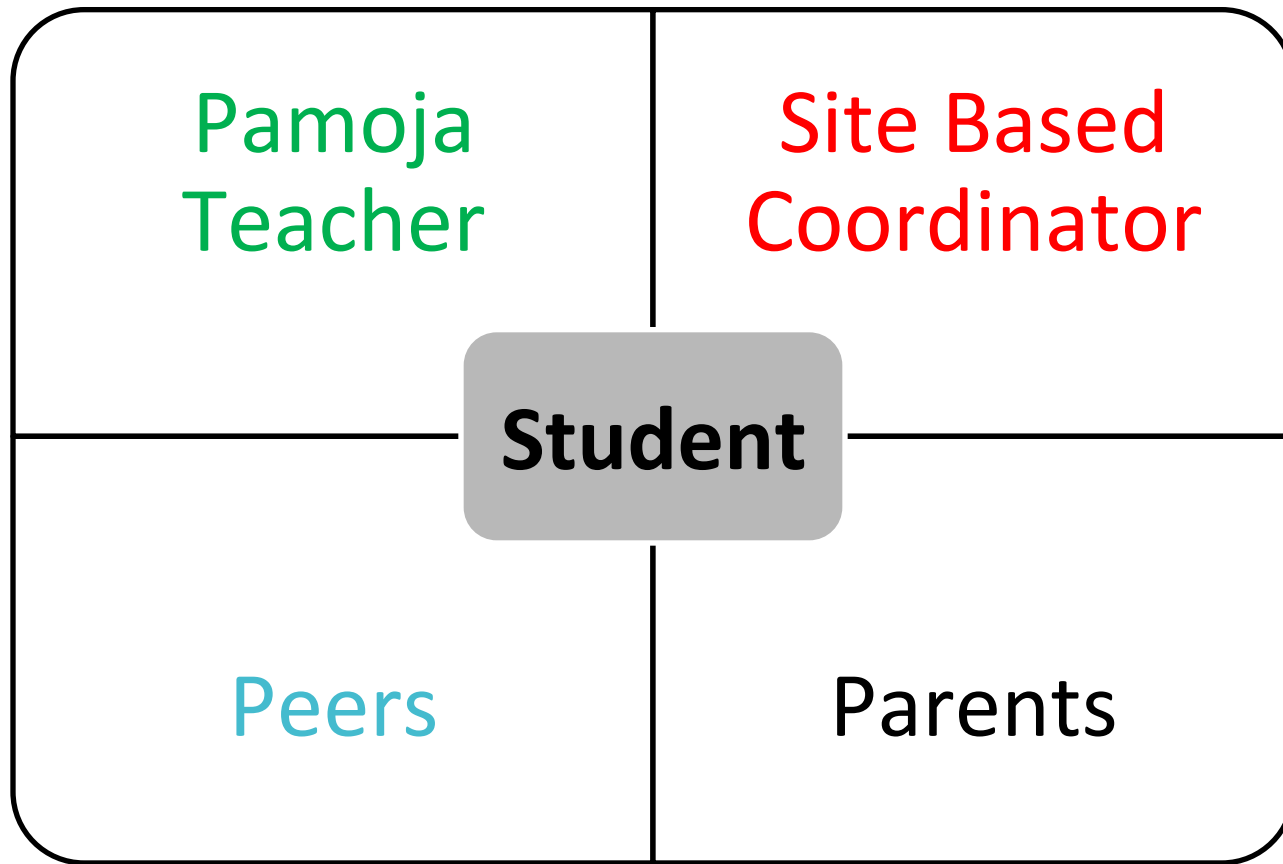 Pamoja
Teacher
Site Based
Coordinator
Student
Peers
Parents